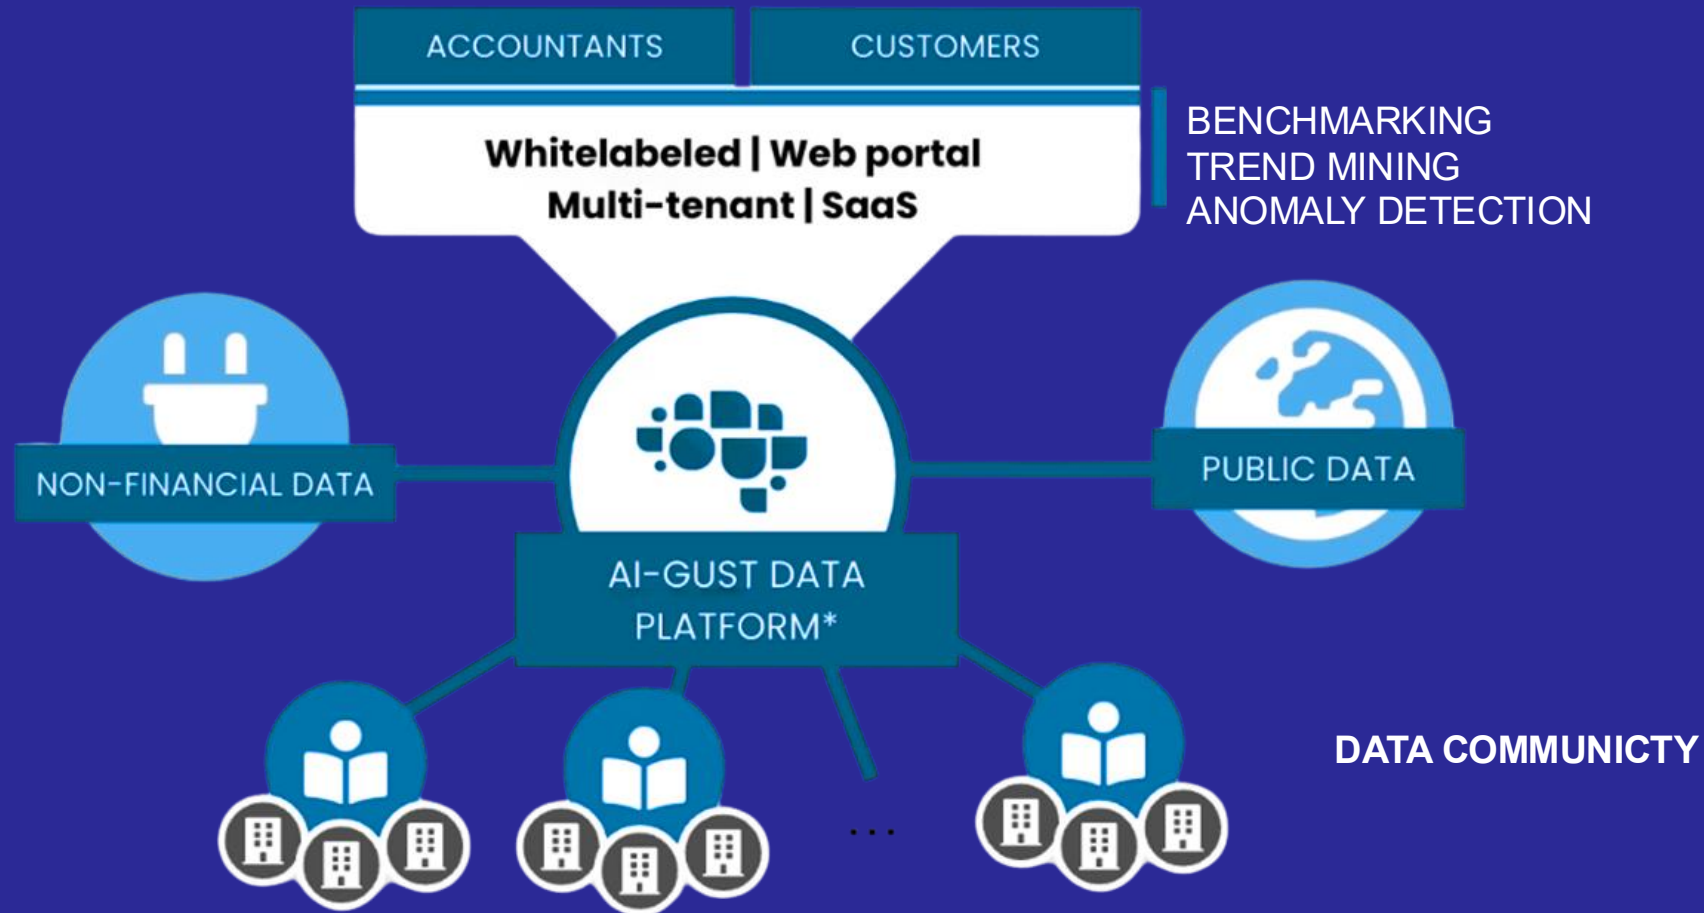 ACCOUNTANTS
CUSTOMERS
Whitelabeled | Web portal
Multi-tenant | SaaS
BENCHMARKING
TREND MINING
ANOMALY DETECTION
NON-FINANCIAL DATA
PUBLIC DATA
AI-GUST DATA
PLATFORM*
DATA COMMUNICTY
...